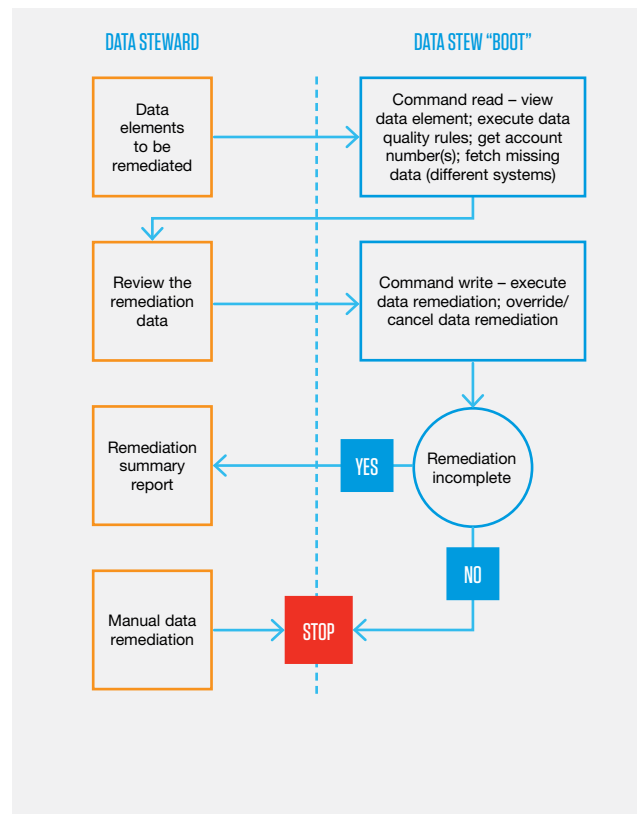 DATA STEWARD
DATA STEW “BOOT”
Data
elements
to be
remediated
Command read – view
data element; execute data
quality rules; get account
number(s); fetch missing
data (different systems)
Review the
remediation
data
Command write – execute
data remediation; override/
cancel data remediation
Remediation
summary
report
YES
Remediation
incomplete
NO
Manual data
remediation
STOP